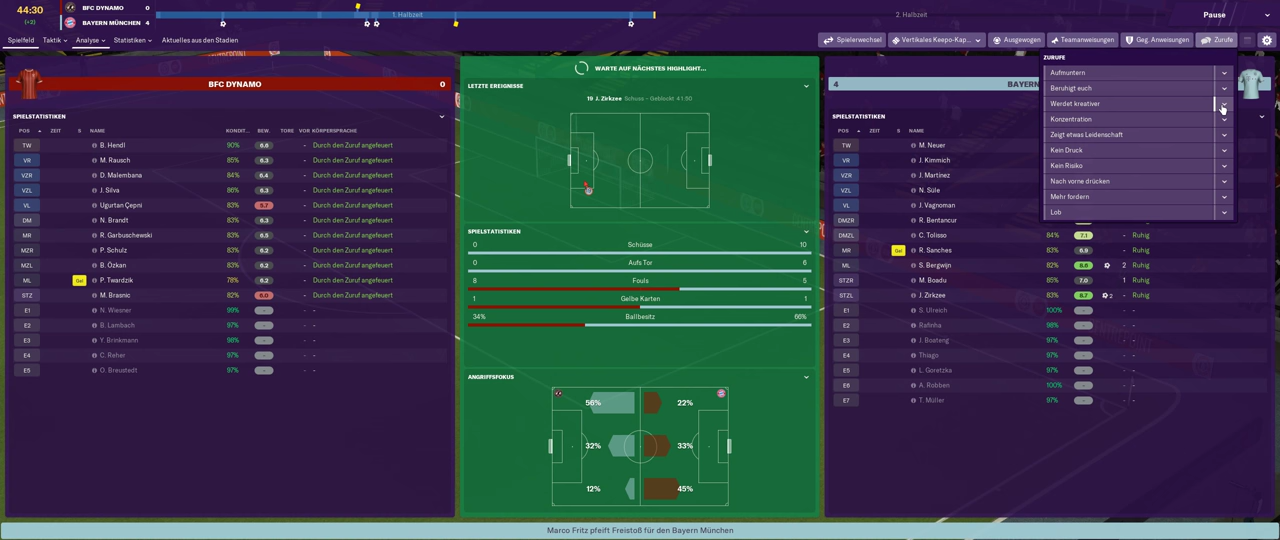 44:30
(+2)
BFC DYNAMO 0
BAYERN MÜNCHEN 4
1. Halbzeit
2. Halbzeit
Pause
Spielfeld Taktik Analyse Statistiken Aktuelles aus den Stadien
Spielerwechsel Vertikales Keepo-Kap... Ausgewogen Teamanweisungen Geg. Anweisungen Zurufe
ZURUFE
Aufmuntern
Beruhigt euch
Werdet kreativer
Konzentration
Zeigt etwas Leidenschaft
Kein Druck
Kein Risiko
Nach vorne drücken
Mehr fordern
Lob
BFC DYNAMO 0
SPIELSTATISTIKEN
POS ZEIT S NAME KONDIT... BEW. TORE VOR KÖRPERSPRACHE
TW B. Hendl 90% 6.6 - Durch den Zuruf angefeuert
VR M. Rausch 85% 6.3 - Durch den Zuruf angefeuert
VZR D. Malembana 84% 6.4 - Durch den Zuruf angefeuert
VZL J. Silva 86% 6.3 - Durch den Zuruf angefeuert
VL Ugurtan Çepni 83% 5.7 - Durch den Zuruf angefeuert
DM N. Brandt 83% 6.3 - Durch den Zuruf angefeuert
MR R. Garbuschewski 83% 6.5 - Durch den Zuruf angefeuert
MZR P. Schulz 83% 6.2 - Durch den Zuruf angefeuert
MZL B. Özkan 83% 6.2 - Durch den Zuruf angefeuert
ML Gel P. Twardzik 78% 6.2 - Durch den Zuruf angefeuert
STZ M. Brasnic 82% 6.0 - Durch den Zuruf angefeuert
E1 N. Wiesner 99% - - -
E2 B. Lambach 97% - - -
E3 Y. Brinkmann 98% - - -
E4 C. Reher 97% - - -
E5 O. Breustedt 97% - - -
WARTE AUF NÄCHSTES HIGHLIGHT...
LETZTE EREIGNISSE
19 J. Zirkzee Schuss - Geblockt 41:50
SPIELSTATISTIKEN
0 Schüsse 10
0 Aufs Tor 6
8 Fouls 5
1 Gelbe Karten 1
34% Ballbesitz 66%
ANGRIFFSFOKUS
56% 22%
32% 33%
12% 45%
4 BAYERN
SPIELSTATISTIKEN
POS ZEIT S NAME
TW M. Neuer
VR J. Kimmich
VZR J. Martínez
VZL N. Süle
VL J. Vagnoman
DMZR R. Bentancur
DMZL C. Tolisso 84% 7.1 - Ruhig
MR Gel R. Sanches 83% 6.9 - Ruhig
ML S. Bergwijn 82% 8.6 2 Ruhig
STZR M. Boadu 85% 7.0 1 Ruhig
STZL J. Zirkzee 83% 8.7 2 - Ruhig
E1 S. Ulreich 100% - - -
E2 Rafinha 98% - - -
E3 J. Boateng 97% - - -
E4 Thiago 97% - - -
E5 L. Goretzka 97% - - -
E6 A. Robben 100% - - -
E7 T. Müller 97% - - -
Marco Fritz pfeift Freistoß für den Bayern München